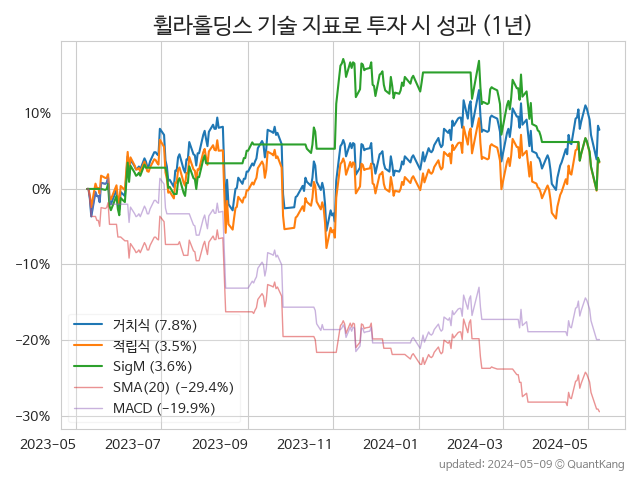 휠라홀딩스 기술 지표로 투자 시 성과 (1년)
10%
0%
−10%
−20%
−30%
거치식 (7.8%)
적립식 (3.5%)
SigM (3.6%)
SMA(20) (−29.4%)
MACD (−19.9%)
2023-05
2023-07
2023-09
2023-11
2024-01
2024-03
2024-05
updated: 2024-05-09 © QuantKang